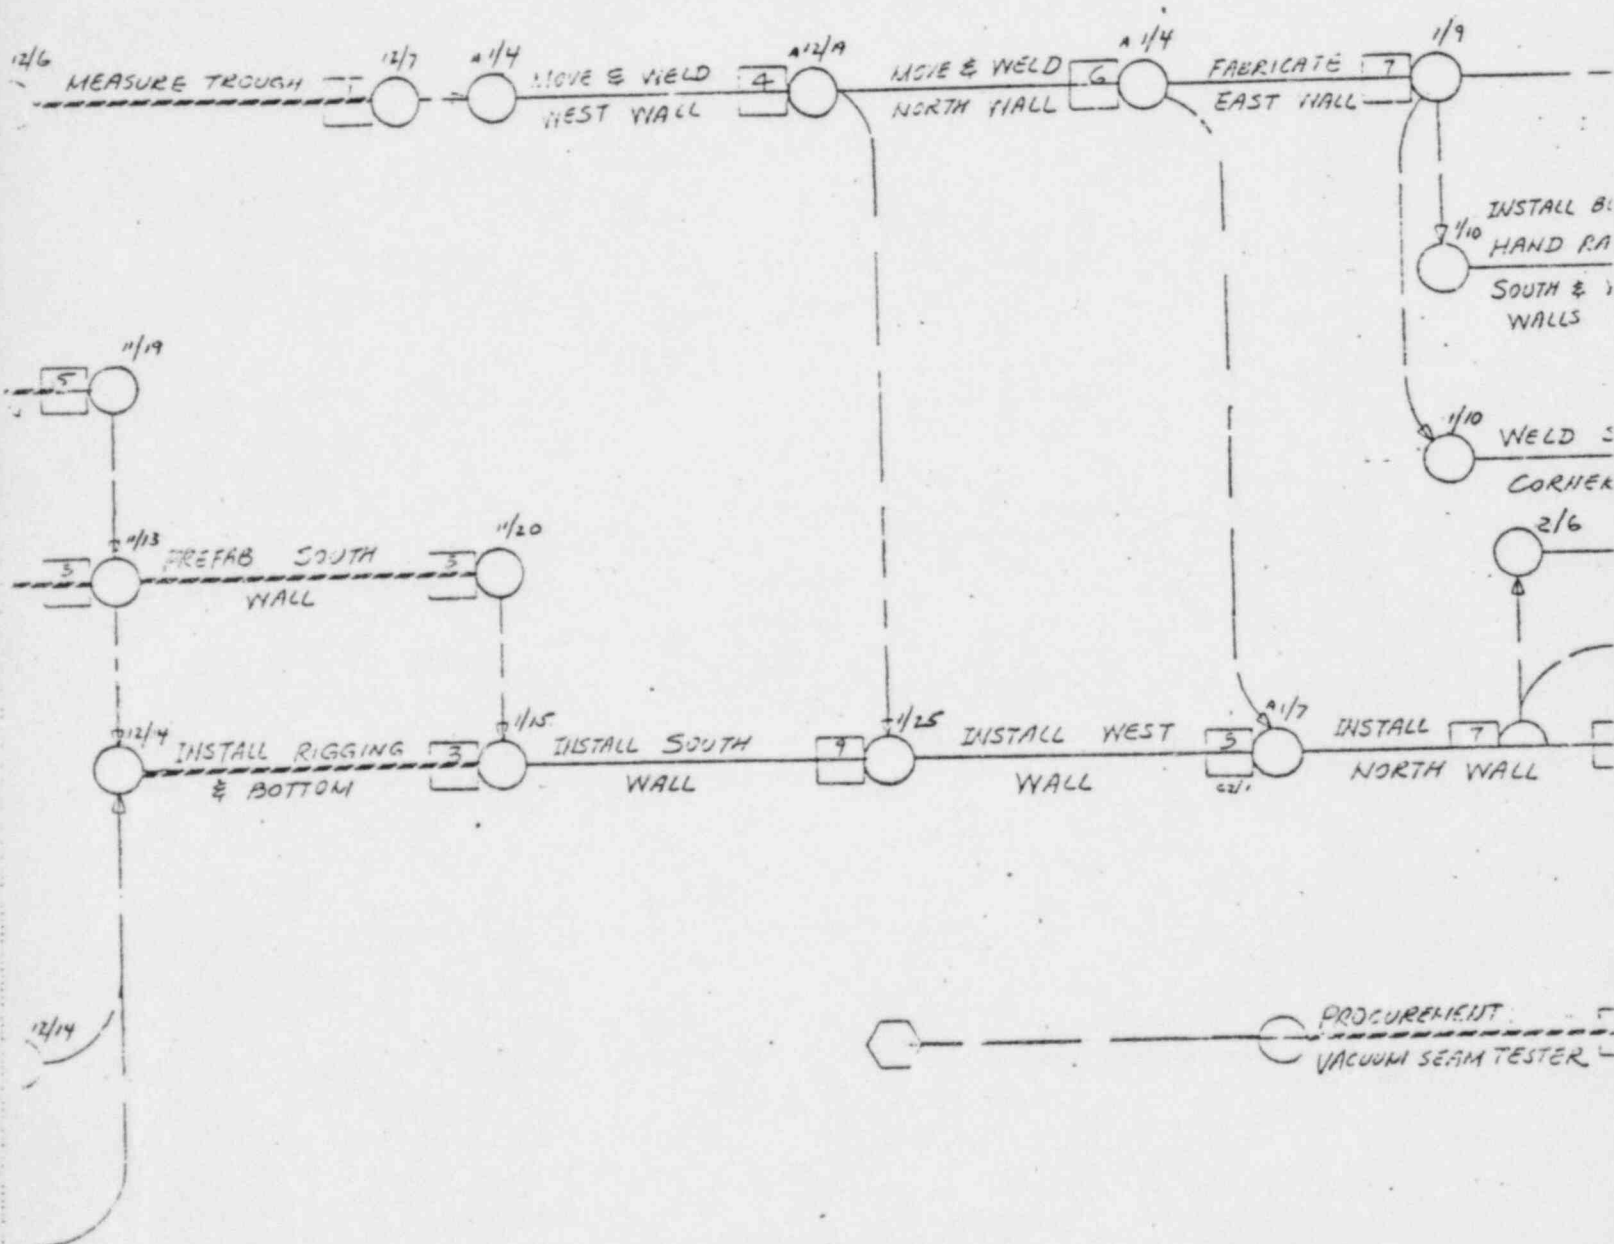 12/6
MEASURE TROUGH
12/7
A 1/4
MOVE & WELD
4
WEST WALL
A 12/19
MOVE & WELD
6
NORTH WALL
A 1/4
FABRICATE
7
EAST WALL
1/9
INSTALL
1/10
HAND
SOUTH &
WALLS
11/19
5
1/10
WELD
11/13
PREFAB SOUTH
3
WALL
11/20
2/6
12/14
INSTALL RIGGING
3
& BOTTOM
1/15
INSTALL SOUTH
9
WALL
1/25
INSTALL WEST
5
WALL
A 1/7
INSTALL
7
NORTH WALL
12/14
PROCUREMENT
VACUUM SEAM TESTER